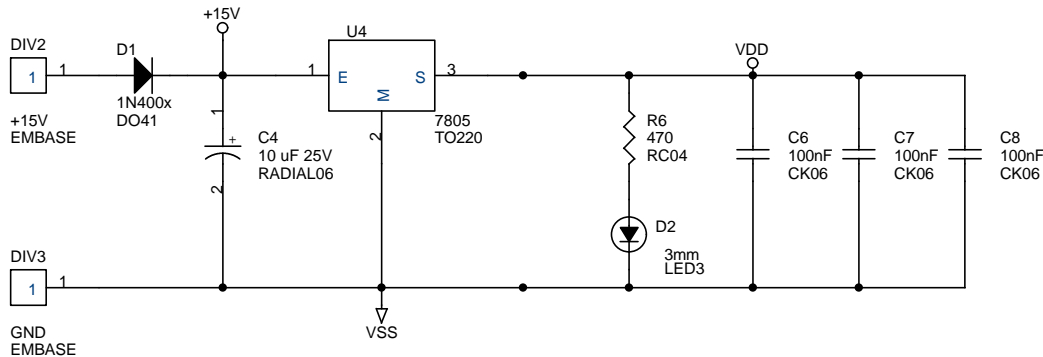 +15V
DIV2
1
1
+15V
EMBASE
D1
1N400x
DO41
1
2
+
C4
10 uF 25V
RADIAL06
U4
1
E
S
3
M
2
7805
TO220
R6
470
RC04
D2
3mm
LED3
VDD
C6
100nF
CK06
C7
100nF
CK06
C8
100nF
CK06
DIV3
1
1
GND
EMBASE
VSS